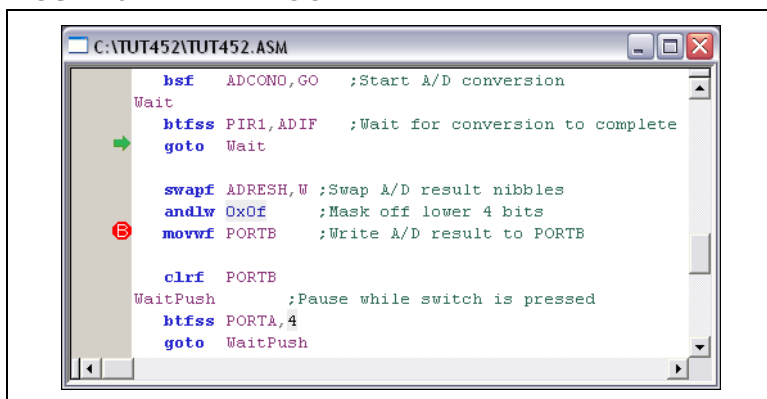 C:\TUT452\TUT452.ASM
bsf ADCON0,GO ;Start A/D conversion
Wait
btfss PIR1,ADIF ;Wait for conversion to complete
goto Wait
swapf ADRESH,W ;Swap A/D result nibbles
andlw 0x0f ;Mask off lower 4 bits
B movwf PORTB ;Write A/D result to PORTB
clrf PORTB
WaitPush ;Pause while switch is pressed
btfss PORTA,4
goto WaitPush